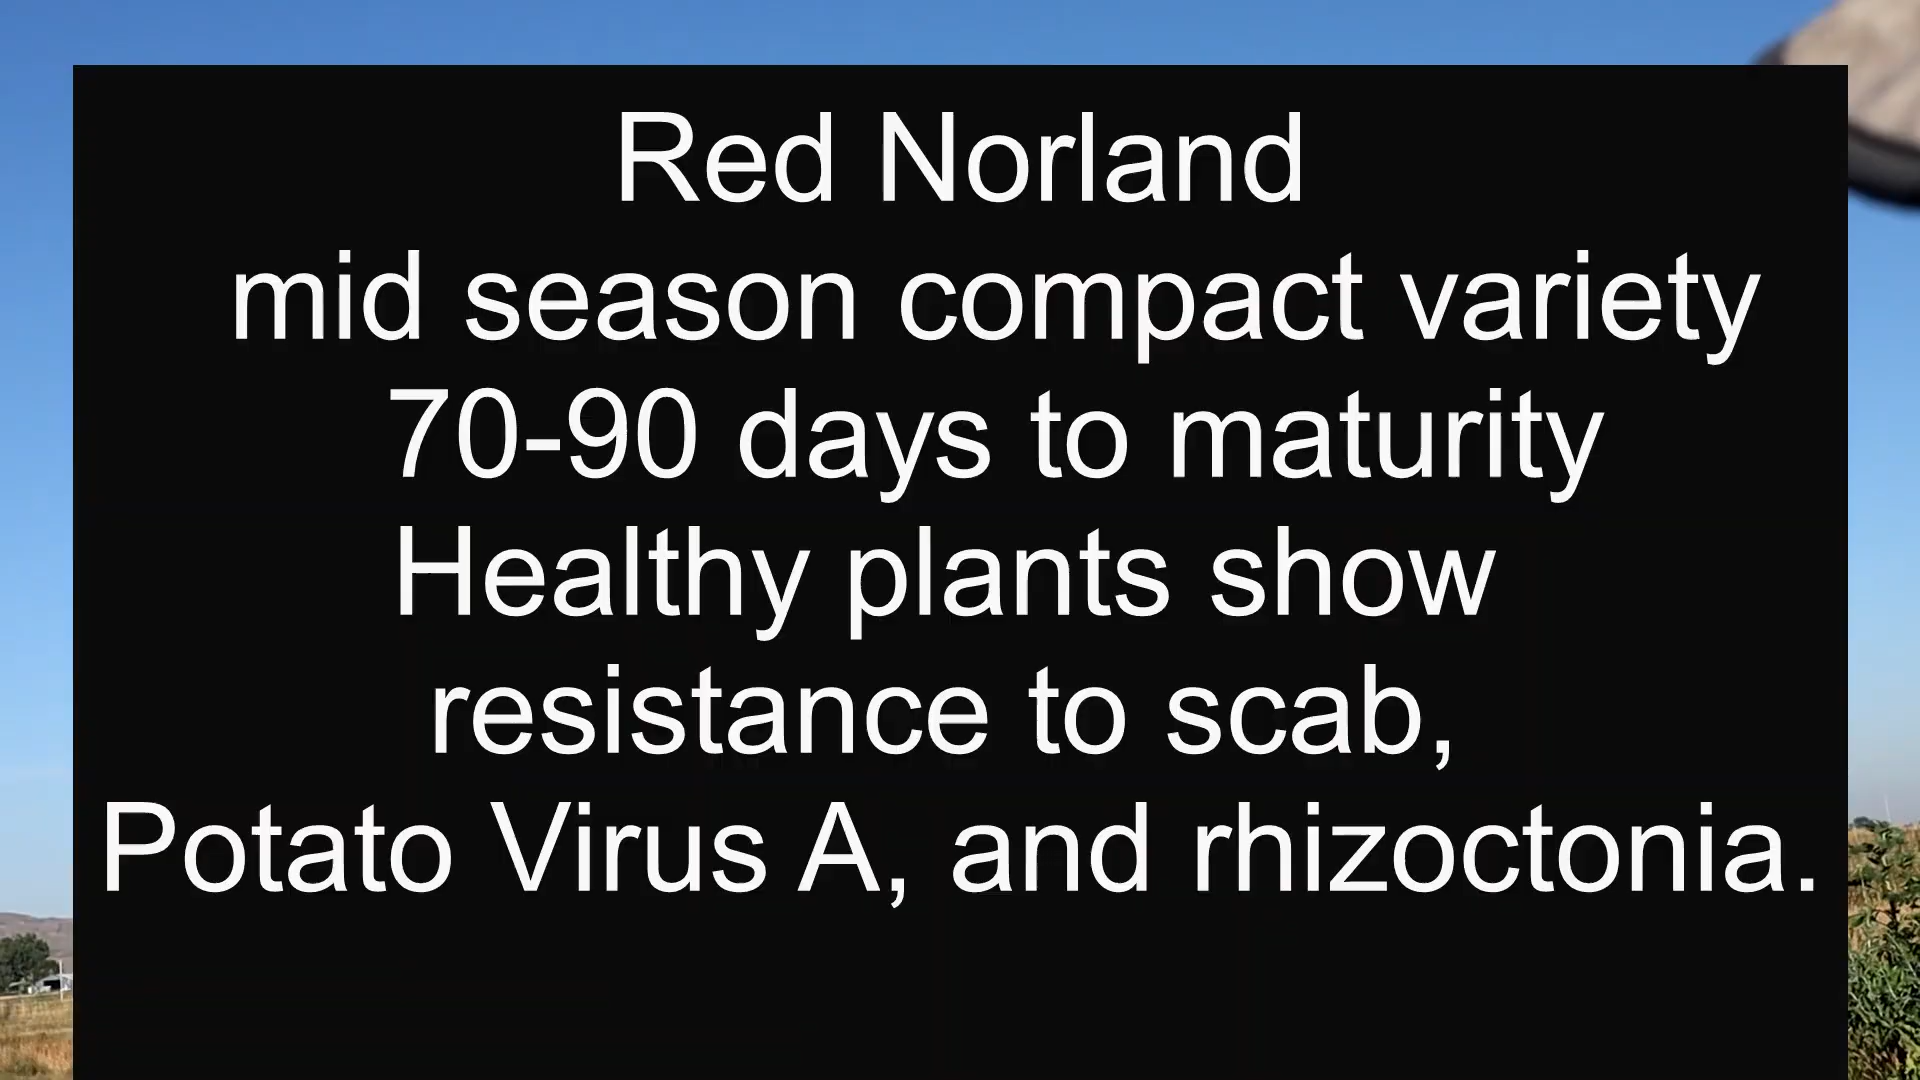 Red Norland
mid season compact variety
70-90 days to maturity
Healthy plants show
resistance to scab,
Potato Virus A, and rhizoctonia.